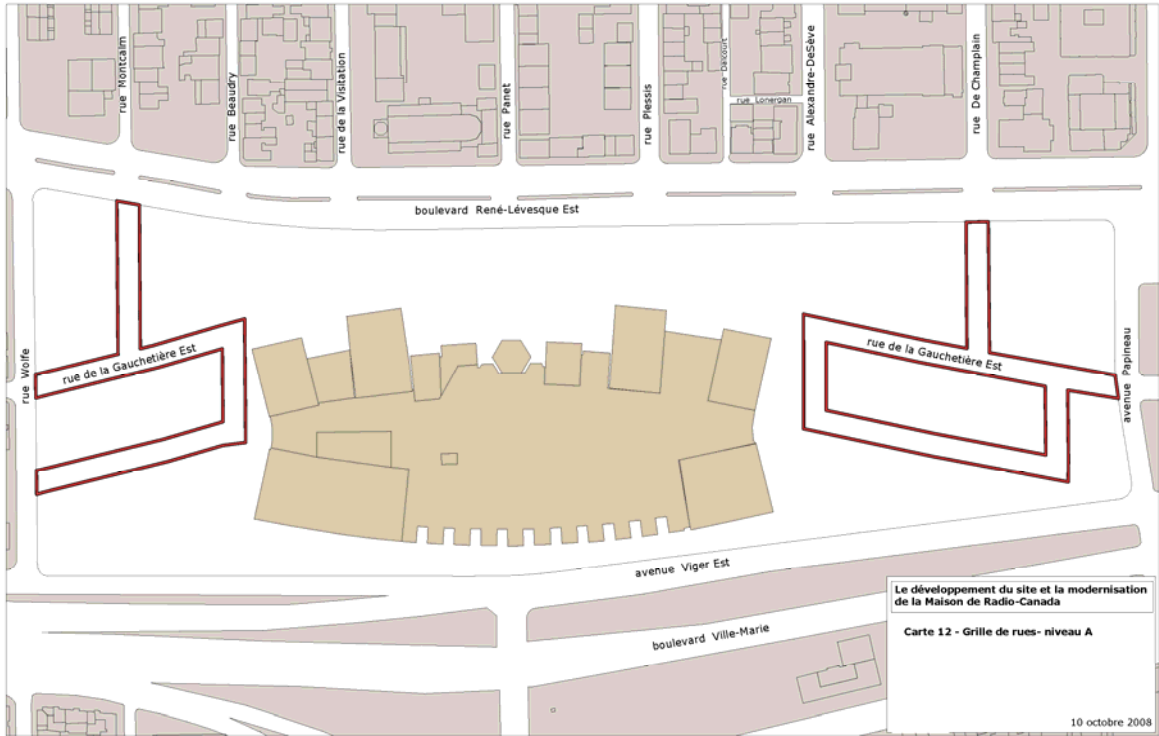 rue Montcalm
rue Beaudry
rue de la Visitation
rue Panet
rue Plessis
rue Dalcourt
rue Lonergan
rue Alexandre-DeSève
rue De Champlain
boulevard René-Lévesque Est
rue Wolfe
rue de la Gauchetière Est
rue de la Gauchetière Est
avenue Papineau
avenue Viger Est
boulevard Ville-Marie
Le développement du site et la modernisation
de la Maison de Radio-Canada
Carte 12 - Grille de rues- niveau A
10 octobre 2008